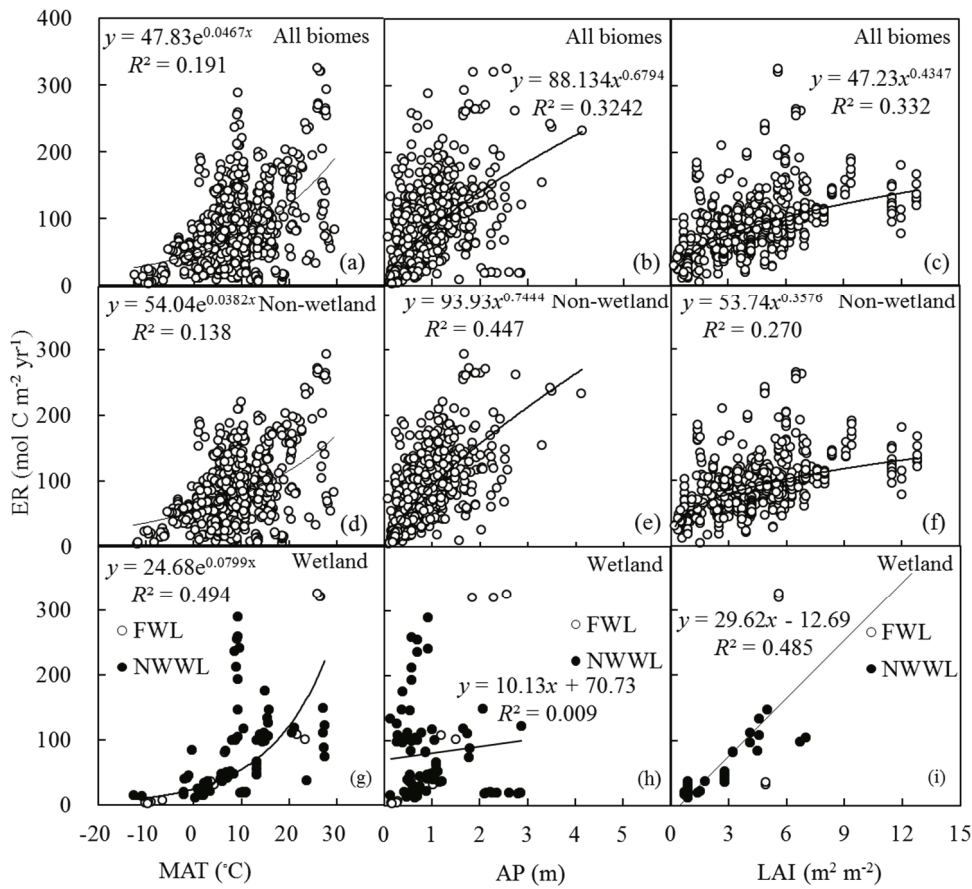 400
300
200
100
0
y = 47.83e^0.0467x
All biomes
R² = 0.191
(a)
All biomes
y = 88.134x^0.6794
R² = 0.3242
(b)
All biomes
y = 47.23x^0.4347
R² = 0.332
(c)
ER (mol C m⁻² yr⁻¹)
300
200
100
0
y = 54.04e^0.0382x
Non-wetland
R² = 0.138
(d)
y = 93.93x^0.7444
Non-wetland
R² = 0.447
(e)
y = 53.74x^0.3576
Non-wetland
R² = 0.270
(f)
300
200
100
0
y = 24.68e^0.0799x
Wetland
R² = 0.494
FWL
NWWL
(g)
Wetland
FWL
NWWL
y = 10.13x + 70.73
R² = 0.009
(h)
Wetland
y = 29.62x - 12.69
FWL
R² = 0.485
NWWL
(i)
-20 -10 0 10 20 30
0 1 2 3 4 5
0 3 6 9 12 15
MAT (°C)
AP (m)
LAI (m² m⁻²)